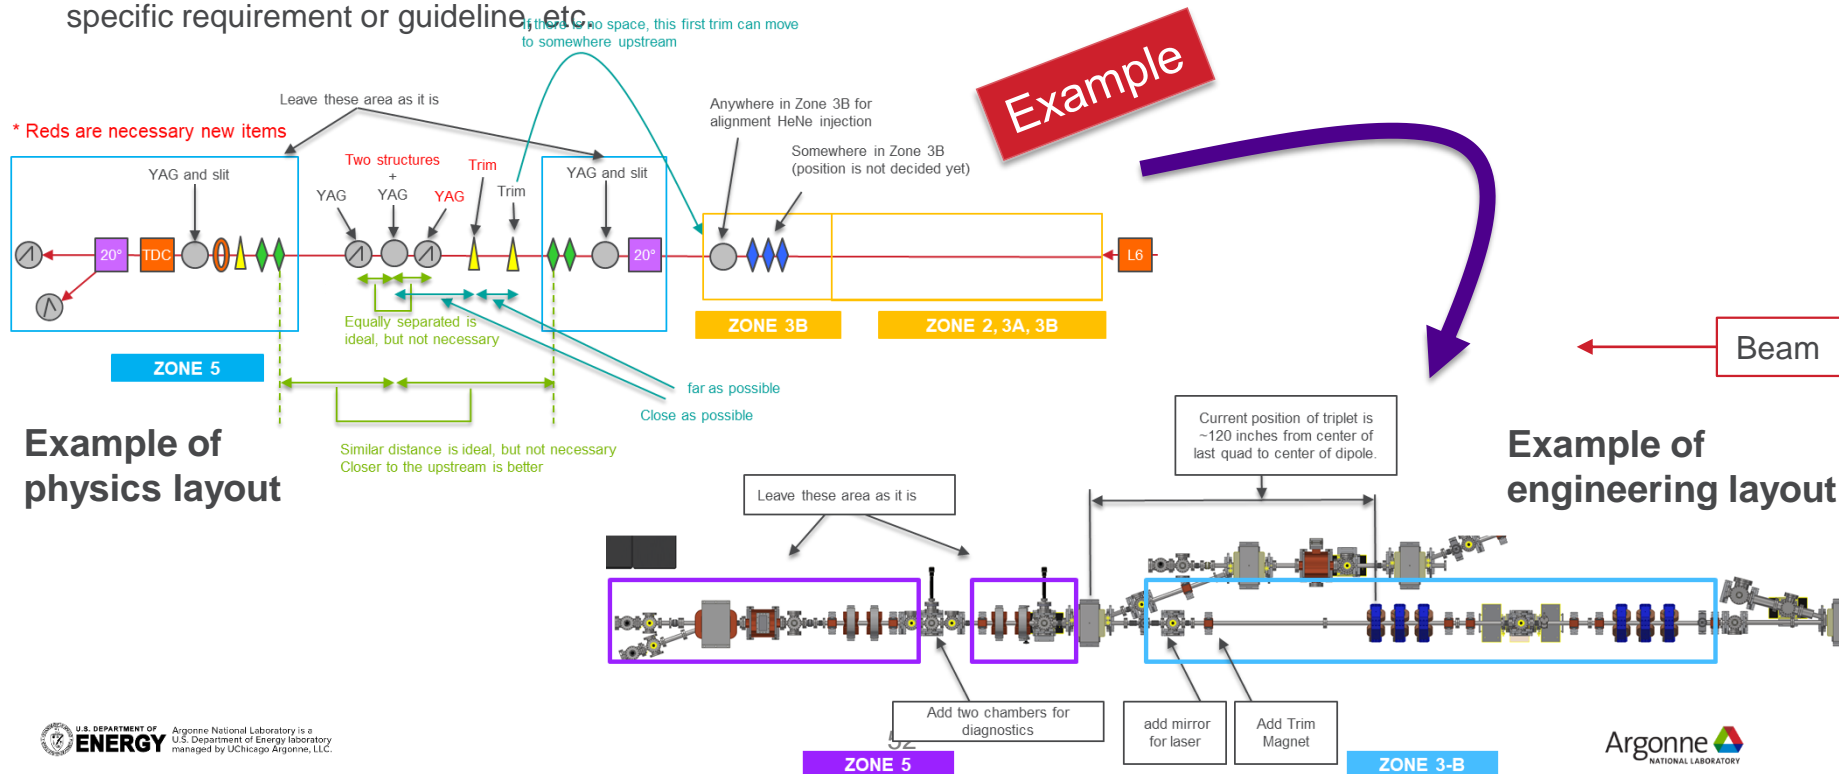 specific requirement or guideline, etc.
If there is no space, this first trim can move
to somewhere upstream
Example
Leave these area as it is
* Reds are necessary new items
Anywhere in Zone 3B for
alignment HeNe injection
Somewhere in Zone 3B
(position is not decided yet)
YAG and slit
Two structures
+
YAG
YAG
YAG
Trim
Trim
YAG and slit
20°
TDC
20°
L6
Equally separated is
ideal, but not necessary
ZONE 3B
ZONE 2, 3A, 3B
ZONE 5
Beam
far as possible
Close as possible
Similar distance is ideal, but not necessary
Closer to the upstream is better
Example of
physics layout
Current position of triplet is
~120 inches from center of
last quad to center of dipole.
Example of
engineering layout
Leave these area as it is
Add two chambers for
diagnostics
add mirror
for laser
Add Trim
Magnet
52
ZONE 5
ZONE 3-B
U.S. DEPARTMENT OF
ENERGY
Argonne National Laboratory is a
U.S. Department of Energy laboratory
managed by UChicago Argonne, LLC.
Argonne
NATIONAL LABORATORY